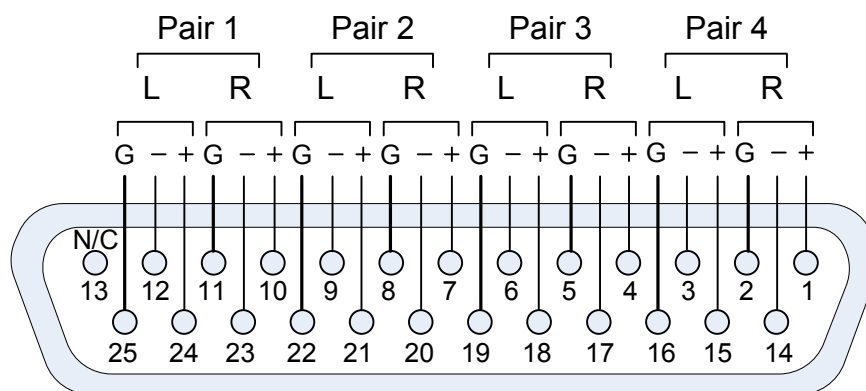 Pair 1 Pair 2 Pair 3 Pair 4
L R L R L R L R
G − + G − + G − + G − + G − + G − + G − + G − +
N/C
13 12 11 10 9 8 7 6 5 4 3 2 1
25 24 23 22 21 20 19 18 17 16 15 14